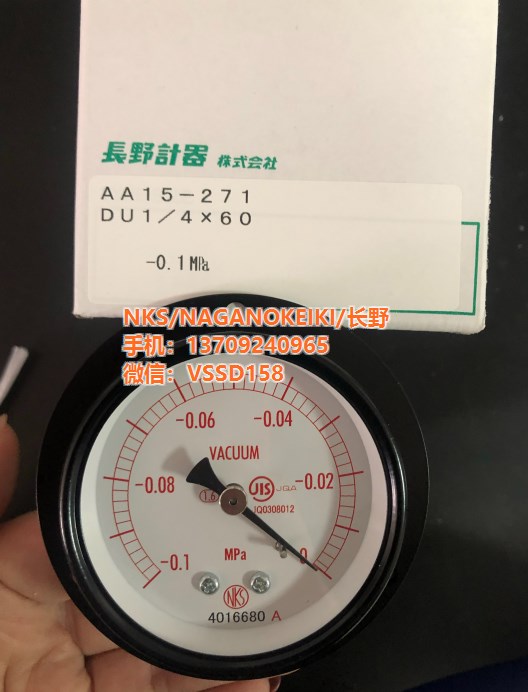 長野計器 株式会社
AA15-271
DU1/4×60
-0.1MPa
NKS/NAGANOKEIKI/长野
手机：13709240965
微信：VSSD158
-0.06 -0.04
VACUUM
-0.08 -0.02
1.6 JIS JQA
JQ0308012
-0.1 MPa 0
NKS
4016680 A